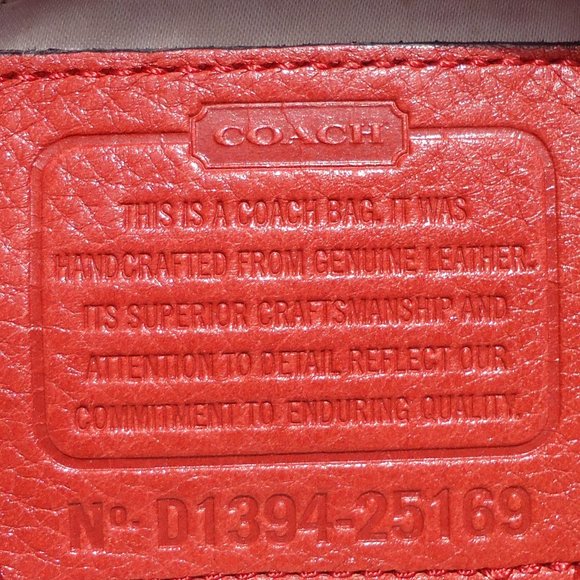 COACH
THIS IS A COACH BAG. IT WAS
HANDCRAFTED FROM GENUINE LEATHER.
ITS SUPERIOR CRAFTSMANSHIP AND
ATTENTION TO DETAIL REFLECT OUR
COMMITMENT TO ENDURING QUALITY.
Nº· D1394-25169